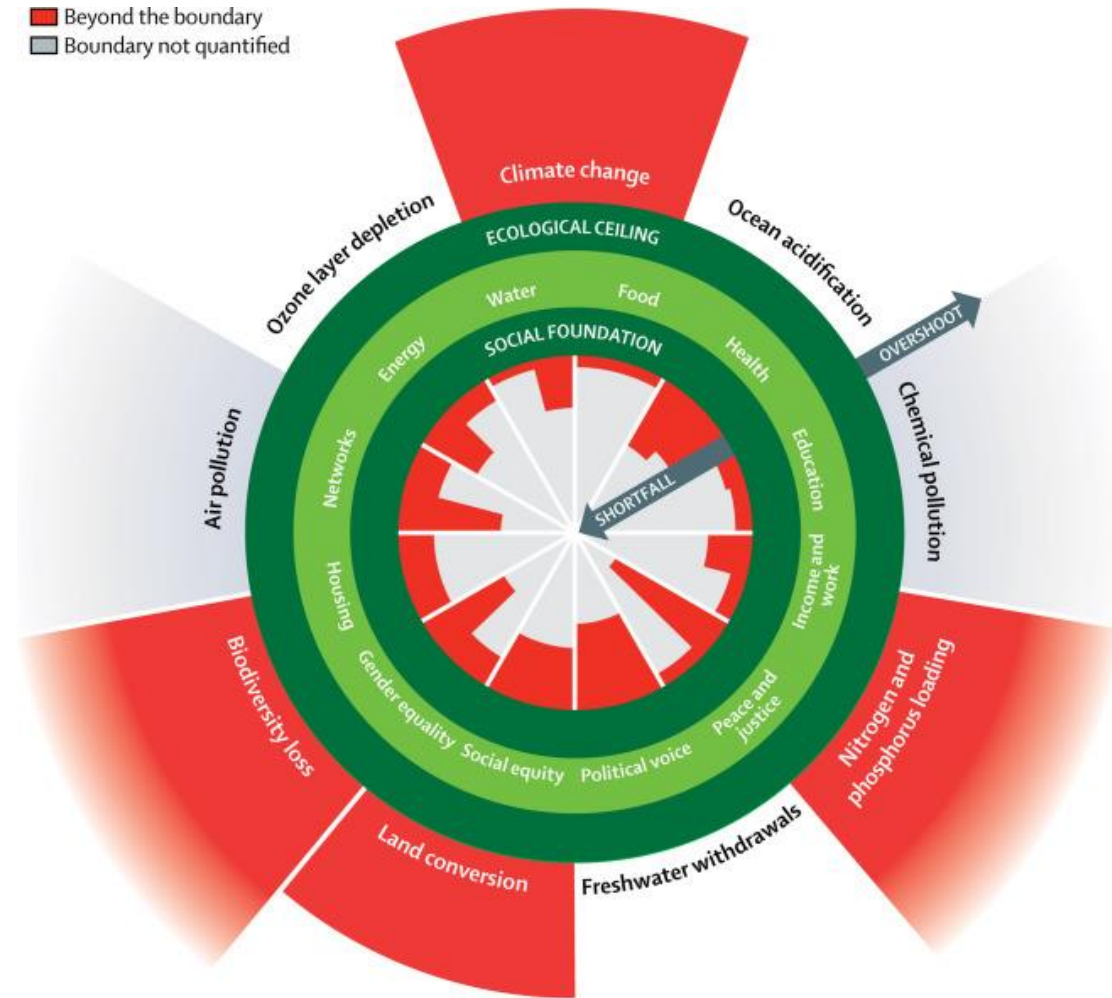 Beyond the boundary
Boundary not quantified
Climate change
Ozone layer depletion
Ocean acidification
ECOLOGICAL CEILING
Water
Food
Energy
Health
SOCIAL FOUNDATION
OVERSHOOT
Air pollution
Networks
Education
Chemical pollution
SHORTFALL
Housing
Income and
work
Gender equality
Social equity
Political voice
Peace and
justice
Biodiversity loss
Land conversion
Freshwater withdrawals
Nitrogen and
phosphorus loading